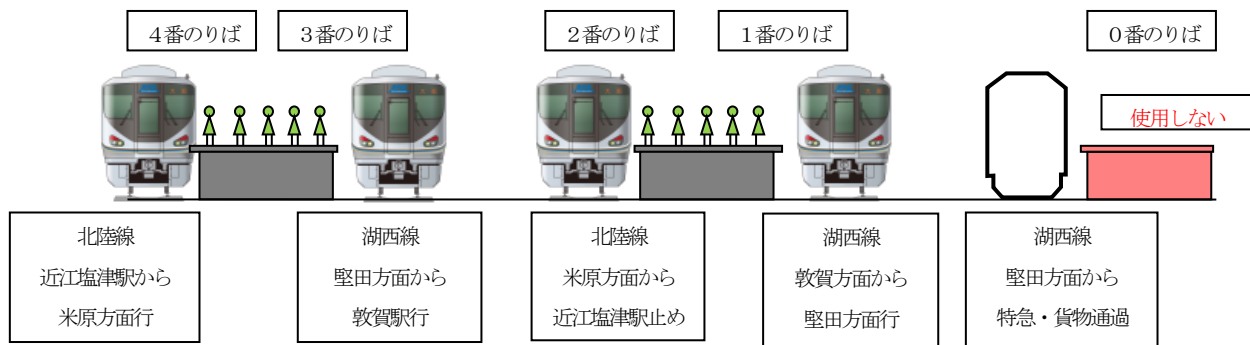 ４番のりば
３番のりば
２番のりば
１番のりば
０番のりば
使用しない
北陸線
近江塩津駅から
米原方面行
湖西線
堅田方面から
敦賀駅行
北陸線
米原方面から
近江塩津駅止め
湖西線
敦賀方面から
堅田方面行
湖西線
堅田方面から
特急・貨物通過